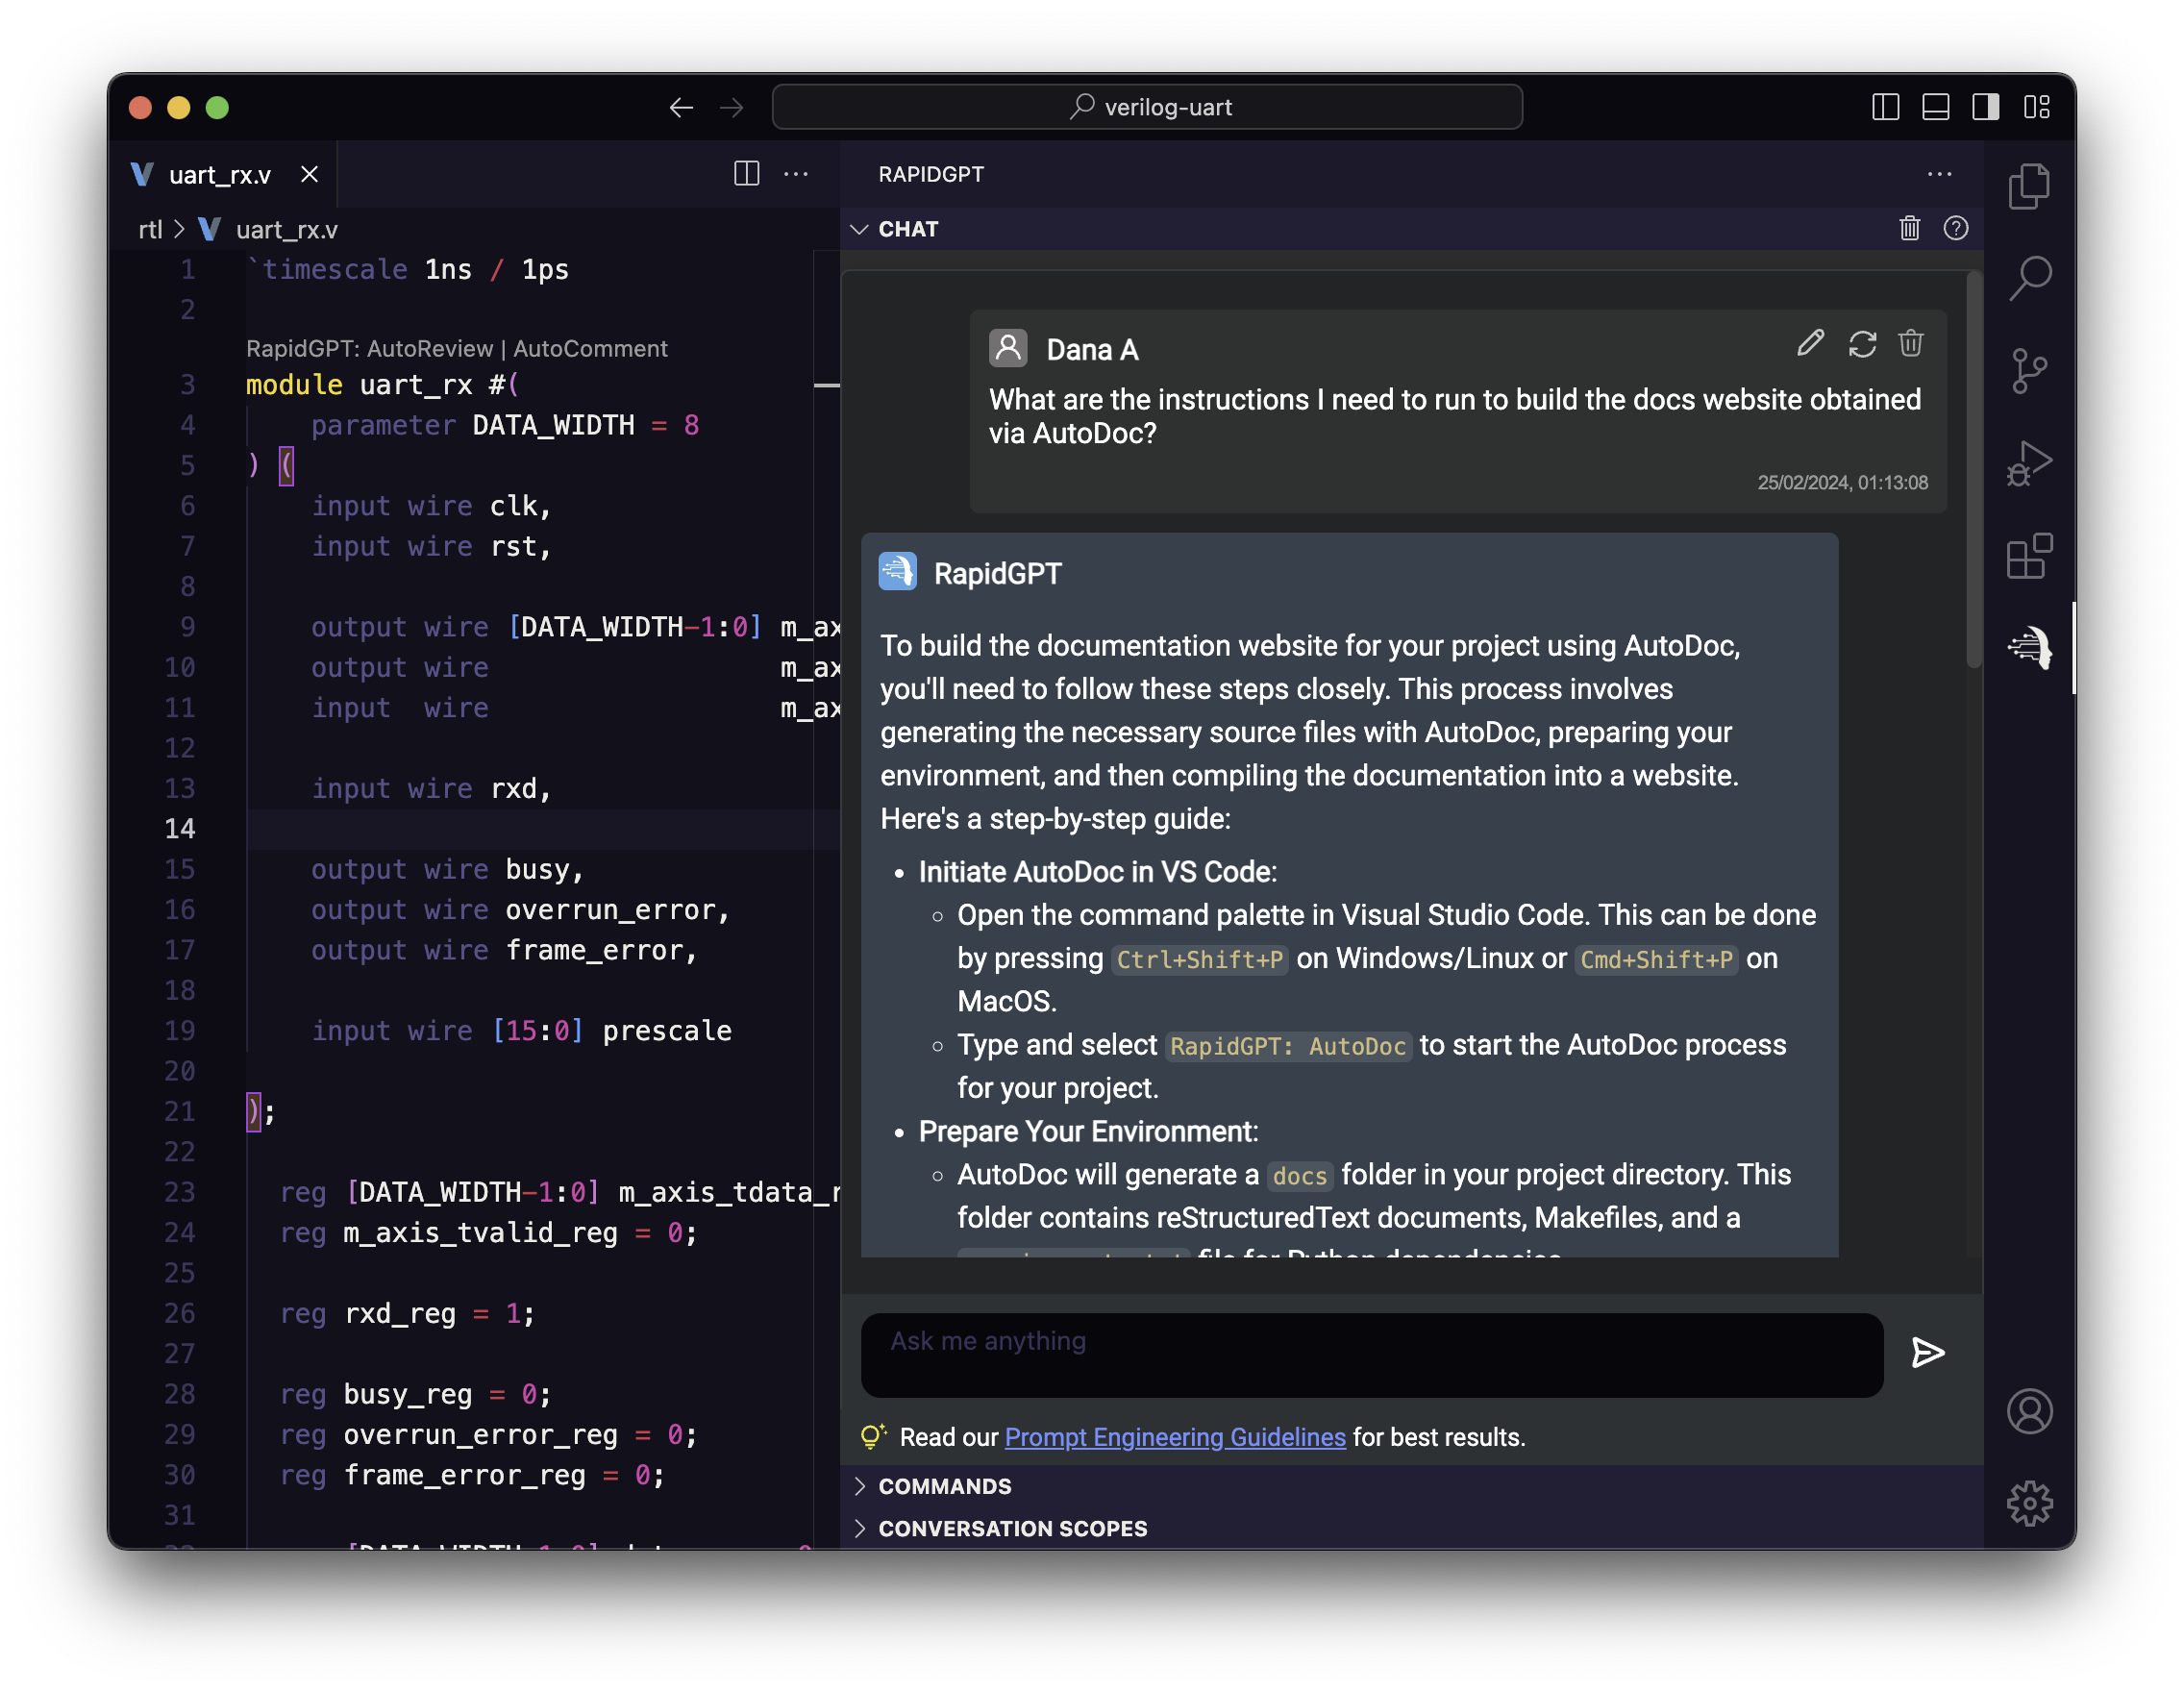 verilog-uart
uart_rx.v
rtl > uart_rx.v
1 `timescale 1ns / 1ps
2
RapidGPT: AutoReview | AutoComment
3 module uart_rx #(
4 parameter DATA_WIDTH = 8
5 ) (
6 input wire clk,
7 input wire rst,
8
9 output wire [DATA_WIDTH-1:0] m_ax
10 output wire m_ax
11 input wire m_ax
12
13 input wire rxd,
14
15 output wire busy,
16 output wire overrun_error,
17 output wire frame_error,
18
19 input wire [15:0] prescale
20
21 );
22
23 reg [DATA_WIDTH-1:0] m_axis_tdata_r
24 reg m_axis_tvalid_reg = 0;
25
26 reg rxd_reg = 1;
27
28 reg busy_reg = 0;
29 reg overrun_error_reg = 0;
30 reg frame_error_reg = 0;
31
RAPIDGPT
CHAT
Dana A
What are the instructions I need to run to build the docs website obtained
via AutoDoc?
25/02/2024, 01:13:08
RapidGPT
To build the documentation website for your project using AutoDoc,
you'll need to follow these steps closely. This process involves
generating the necessary source files with AutoDoc, preparing your
environment, and then compiling the documentation into a website.
Here's a step-by-step guide:
• Initiate AutoDoc in VS Code:
◦ Open the command palette in Visual Studio Code. This can be done
by pressing Ctrl+Shift+P on Windows/Linux or Cmd+Shift+P on
MacOS.
◦ Type and select RapidGPT: AutoDoc to start the AutoDoc process
for your project.
• Prepare Your Environment:
◦ AutoDoc will generate a docs folder in your project directory. This
folder contains reStructuredText documents, Makefiles, and a
file for Python dependencies
Ask me anything
Read our Prompt Engineering Guidelines for best results.
COMMANDS
CONVERSATION SCOPES